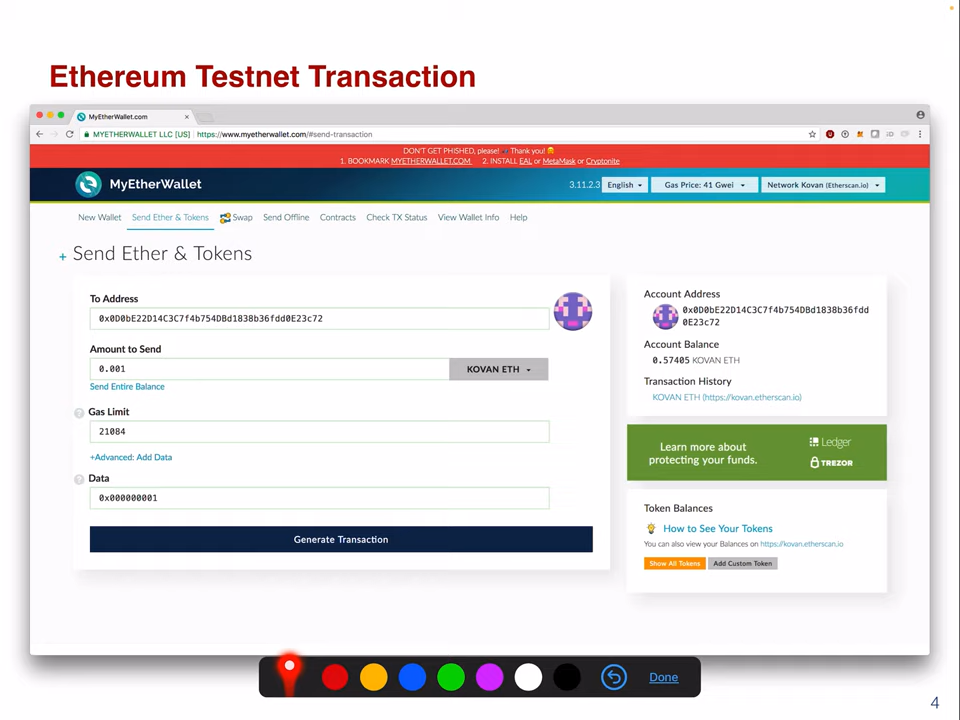 Ethereum Testnet Transaction
MyEtherWallet.com
MYETHERWALLET LLC [US] https://www.myetherwallet.com/#send-transaction
DON'T GET PHISHED, please! Thank you!
1. BOOKMARK MYETHERWALLET.COM 2. INSTALL EAL or MetaMask or Cryptonite
MyEtherWallet
3.11.2.3 English Gas Price: 41 Gwei Network Kovan (Etherscan.io)
New Wallet Send Ether & Tokens Swap Send Offline Contracts Check TX Status View Wallet Info Help
+ Send Ether & Tokens
To Address
0x0D0bE22D14C3C7f4b754DBd1838b36fdd0E23c72
Amount to Send
0.001 KOVAN ETH
Send Entire Balance
Gas Limit
21084
+Advanced: Add Data
Data
0x000000001
Generate Transaction
Account Address
0x0D0bE22D14C3C7f4b754DBd1838b36fdd
0E23c72
Account Balance
0.57405 KOVAN ETH
Transaction History
KOVAN ETH (https://kovan.etherscan.io)
Learn more about
protecting your funds.
Ledger
TREZOR
Token Balances
How to See Your Tokens
You can also view your Balances on https://kovan.etherscan.io
Show All Tokens Add Custom Token
Done
4